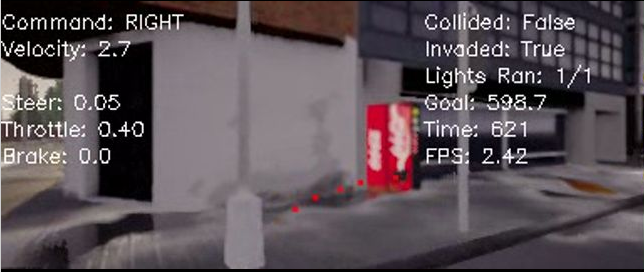 Command: RIGHT
Velocity: 2.7
Steer: 0.05
Throttle: 0.40
Brake: 0.0
Collided: False
Invaded: True
Lights Ran: 1/1
Goal: 598.7
Time: 621
FPS: 2.42